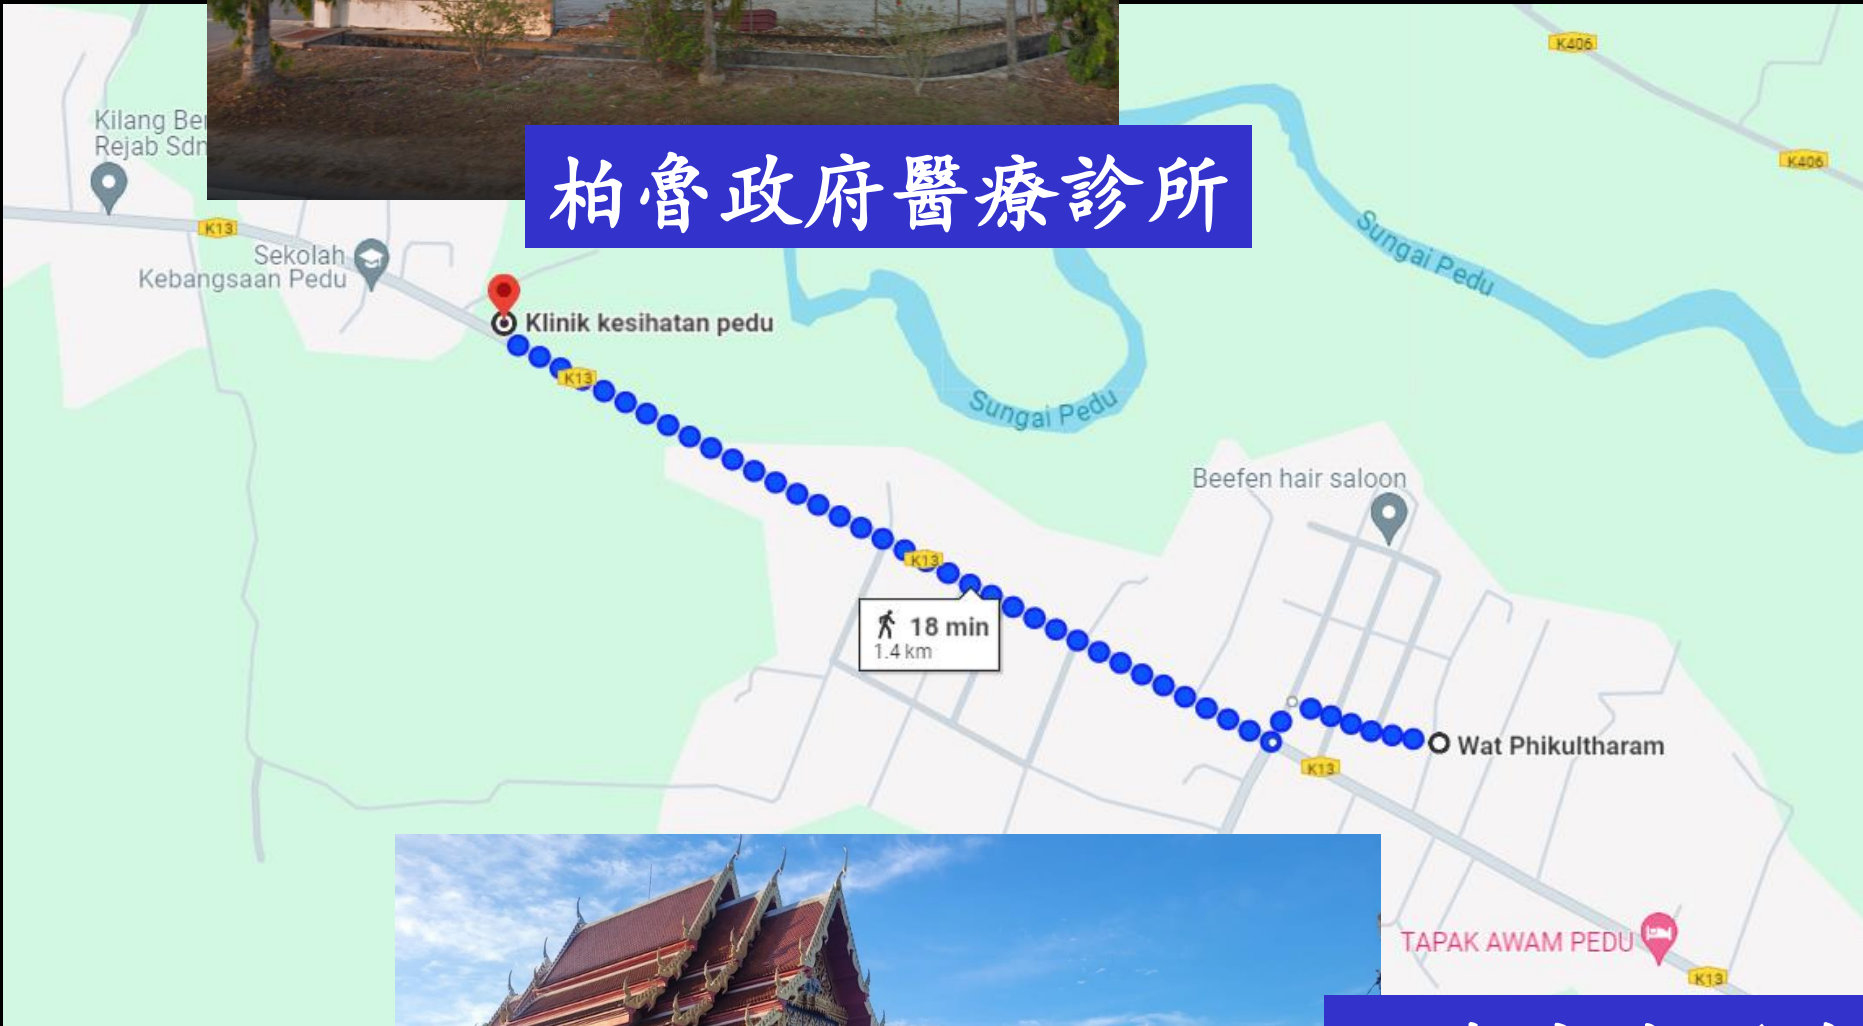 K406
Kilang Be
Rejab Sdn
K406
柏魯政府醫療診所
K13
Sekolah
Kebangsaan Pedu
Sungai Pedu
Klinik kesihatan pedu
K13
Sungai Pedu
Beefen hair saloon
K13
18 min
1.4 km
Wat Phikultharam
K13
TAPAK AWAM PEDU
K13